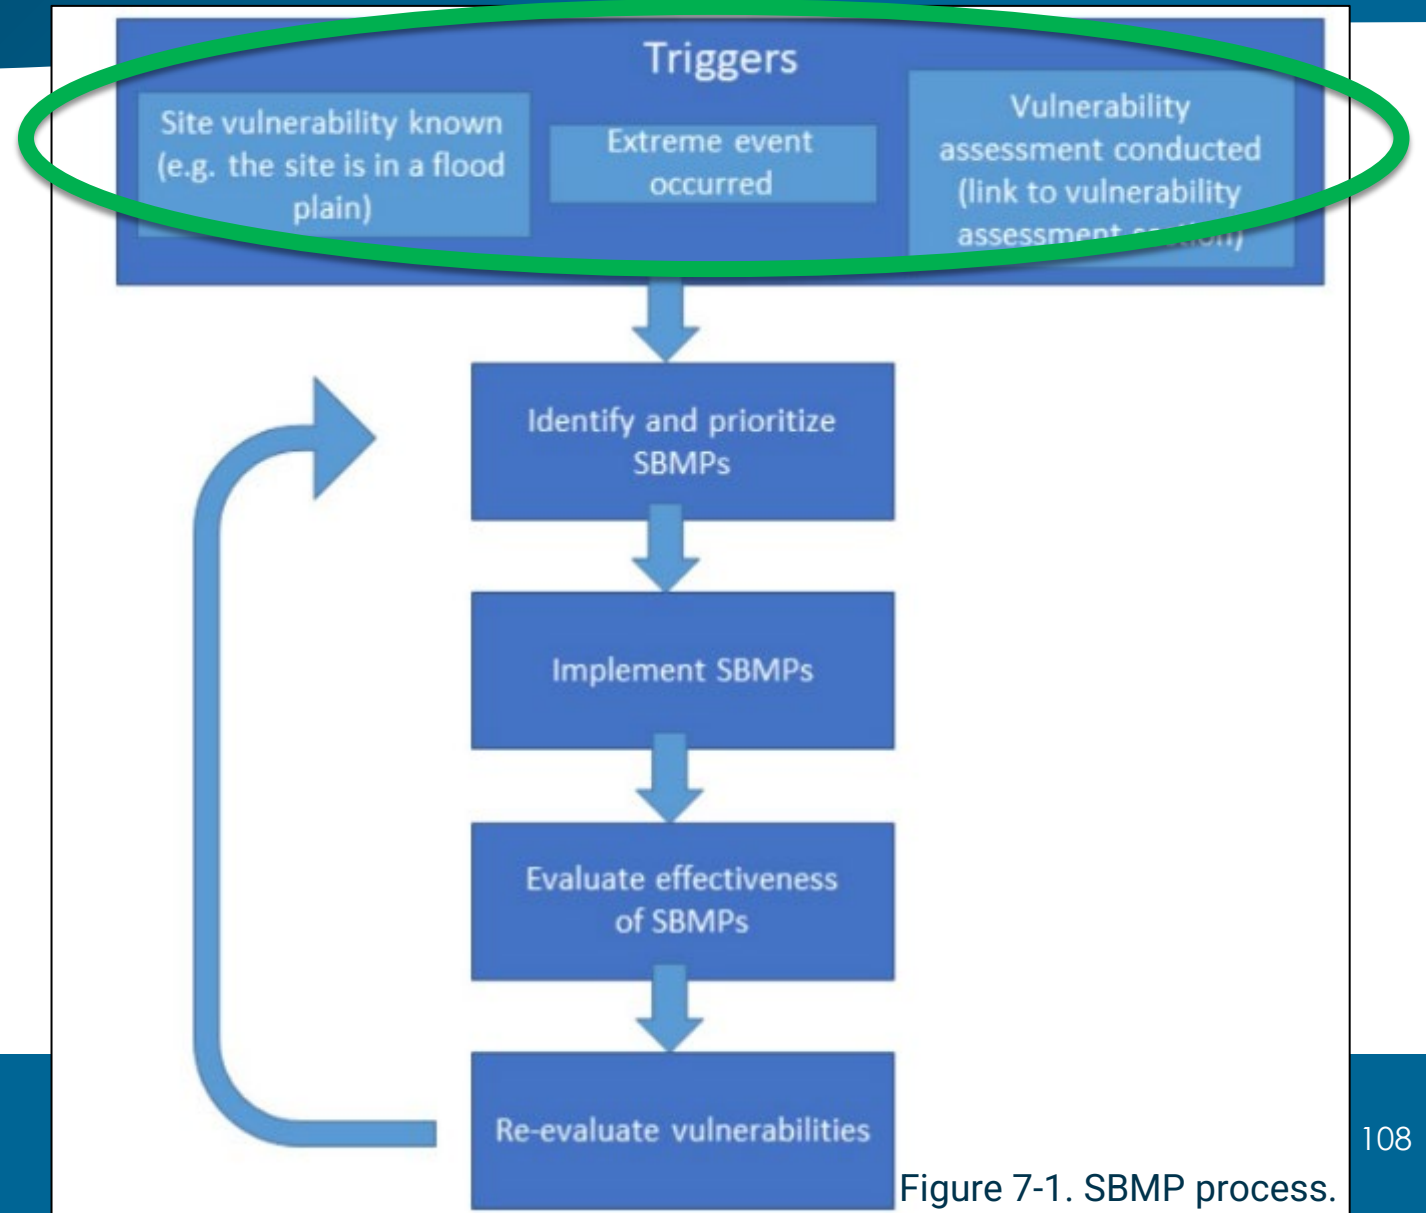 Triggers
Site vulnerability known
(e.g. the site is in a flood
plain)
Extreme event
occurred
Vulnerability
assessment conducted
(link to vulnerability
assessment section)
Identify and prioritize
SBMPs
Implement SBMPs
Evaluate effectiveness
of SBMPs
Re-evaluate vulnerabilities
108
Figure 7-1. SBMP process.